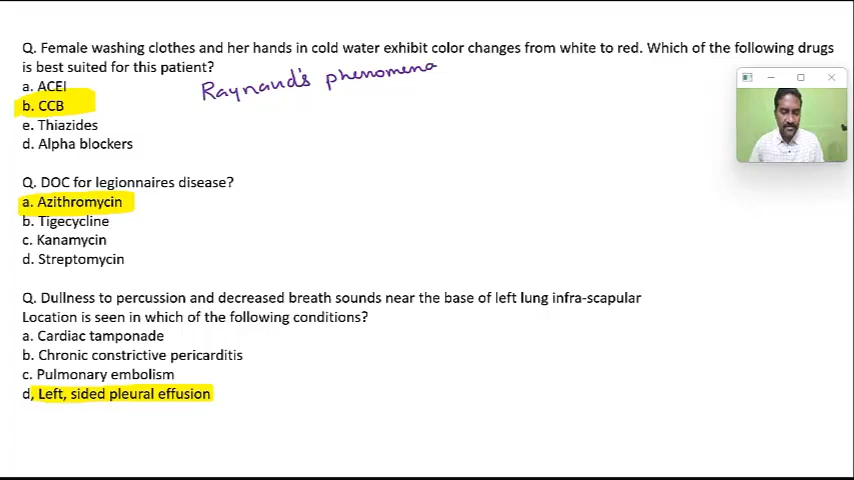 Q. Female washing clothes and her hands in cold water exhibit color changes from white to red. Which of the following drugs
is best suited for this patient?
a. ACEI
Raynaud's phenomena
b. CCB
e. Thiazides
d. Alpha blockers
Q. DOC for legionnaires disease?
a. Azithromycin
b. Tigecycline
c. Kanamycin
d. Streptomycin
Q. Dullness to percussion and decreased breath sounds near the base of left lung infra-scapular
Location is seen in which of the following conditions?
a. Cardiac tamponade
b. Chronic constrictive pericarditis
c. Pulmonary embolism
d, Left, sided pleural effusion